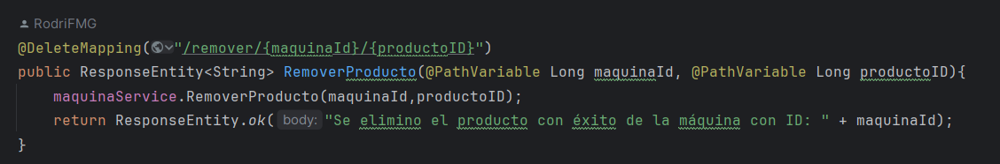 RodriFMG
@DeleteMapping("/remover/{maquinaId}/{productoID}")
public ResponseEntity<String> RemoverProducto(@PathVariable Long maquinaId, @PathVariable Long productoID){
maquinaService.RemoverProducto(maquinaId,productoID);
return ResponseEntity.ok( body: "Se elimino el producto con éxito de la máquina con ID: " + maquinaId);
}